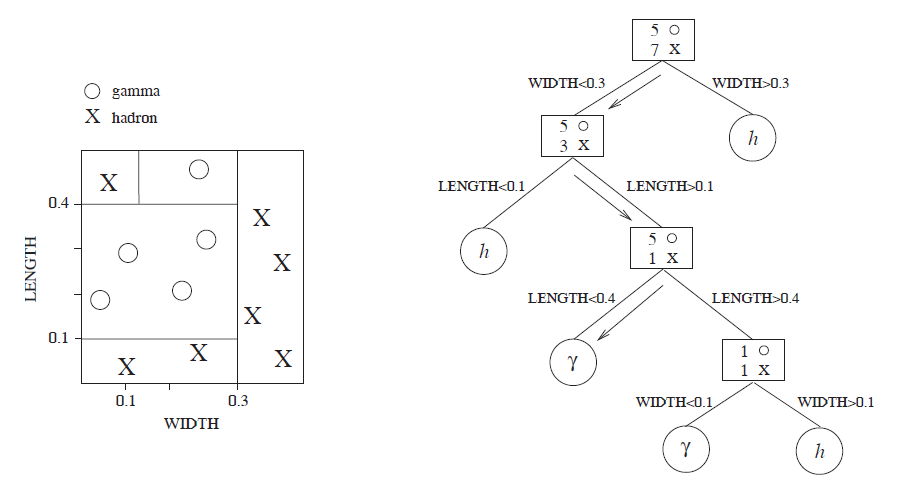 gamma
X hadron
X
0.4
X
X
LENGTH
X
0.1
X
X
X
0.1
0.3
WIDTH
5
7 X
WIDTH<0.3
WIDTH>0.3
5
3 X
h
LENGTH<0.1
LENGTH>0.1
h
5
1 X
LENGTH<0.4
LENGTH>0.4
γ
1
1 X
WIDTH<0.1
WIDTH>0.1
γ
h